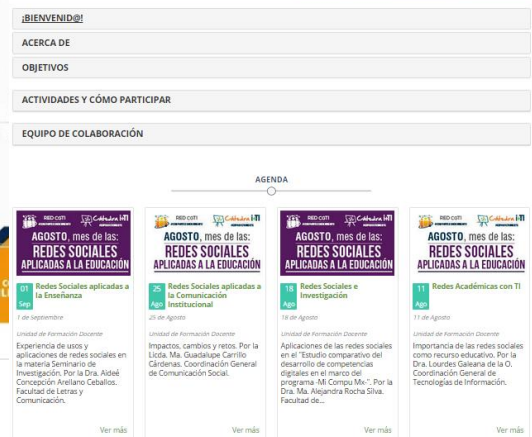 ¡BIENVENID@!
ACERCA DE
OBJETIVOS
ACTIVIDADES Y CÓMO PARTICIPAR
EQUIPO DE COLABORACIÓN
AGENDA
RED COTI
Cátedra
AGOSTO, mes de las:
REDES SOCIALES
APLICADAS A LA EDUCACIÓN
01
Sep
Redes Sociales aplicadas a
la Enseñanza
1 de Septiembre
Unidad de Formación Docente
Experiencia de usos y
aplicaciones de redes sociales en
la materia Seminario de
Investigación. Por la Dra. Aideé
Concepción Arellano Ceballos.
Facultad de Letras y
Comunicación.
Ver más
RED COTI
Cátedra
AGOSTO, mes de las:
REDES SOCIALES
APLICADAS A LA EDUCACIÓN
25
Ago
Redes Sociales aplicadas a
la Comunicación
Institucional
25 de Agosto
Unidad de Formación Docente
Impactos, cambios y retos. Por la
Licda. Ma. Guadalupe Carrillo
Cárdenas. Coordinación General
de Comunicación Social.
Ver más
RED COTI
Cátedra
AGOSTO, mes de las:
REDES SOCIALES
APLICADAS A LA EDUCACIÓN
18
Ago
Redes Sociales e
Investigación
18 de Agosto
Unidad de Formación Docente
Aplicaciones de las redes sociales
en el "Estudio comparativo del
desarrollo de competencias
digitales en el marco del
programa -Mi Compu Mx-". Por la
Dra. Ma. Alejandra Rocha Silva.
Facultad de...
Ver más
RED COTI
Cátedra
AGOSTO, mes de las:
REDES SOCIALES
APLICADAS A LA EDUCACIÓN
11
Ago
Redes Académicas con TI
11 de Agosto
Unidad de Formación Docente
Importancia de las redes sociales
como recurso educativo. Por la
Dra. Lourdes Galeana de la O.
Coordinación General de
Tecnologías de Información.
Ver más